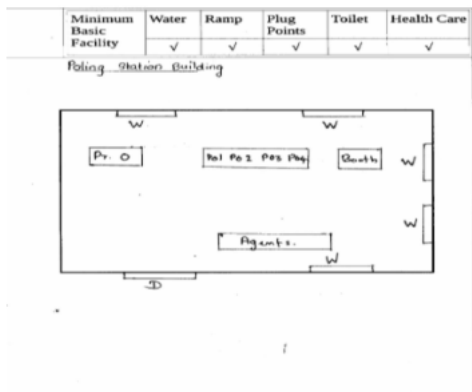 Minimum Basic Facility Water Ramp Plug Points Toilet Health Care
√ √ √ √ √
Poling Station Building
W W
Pr. O Po1 Po2 Po3 Po4 Booth W
W
Agents.
W
D